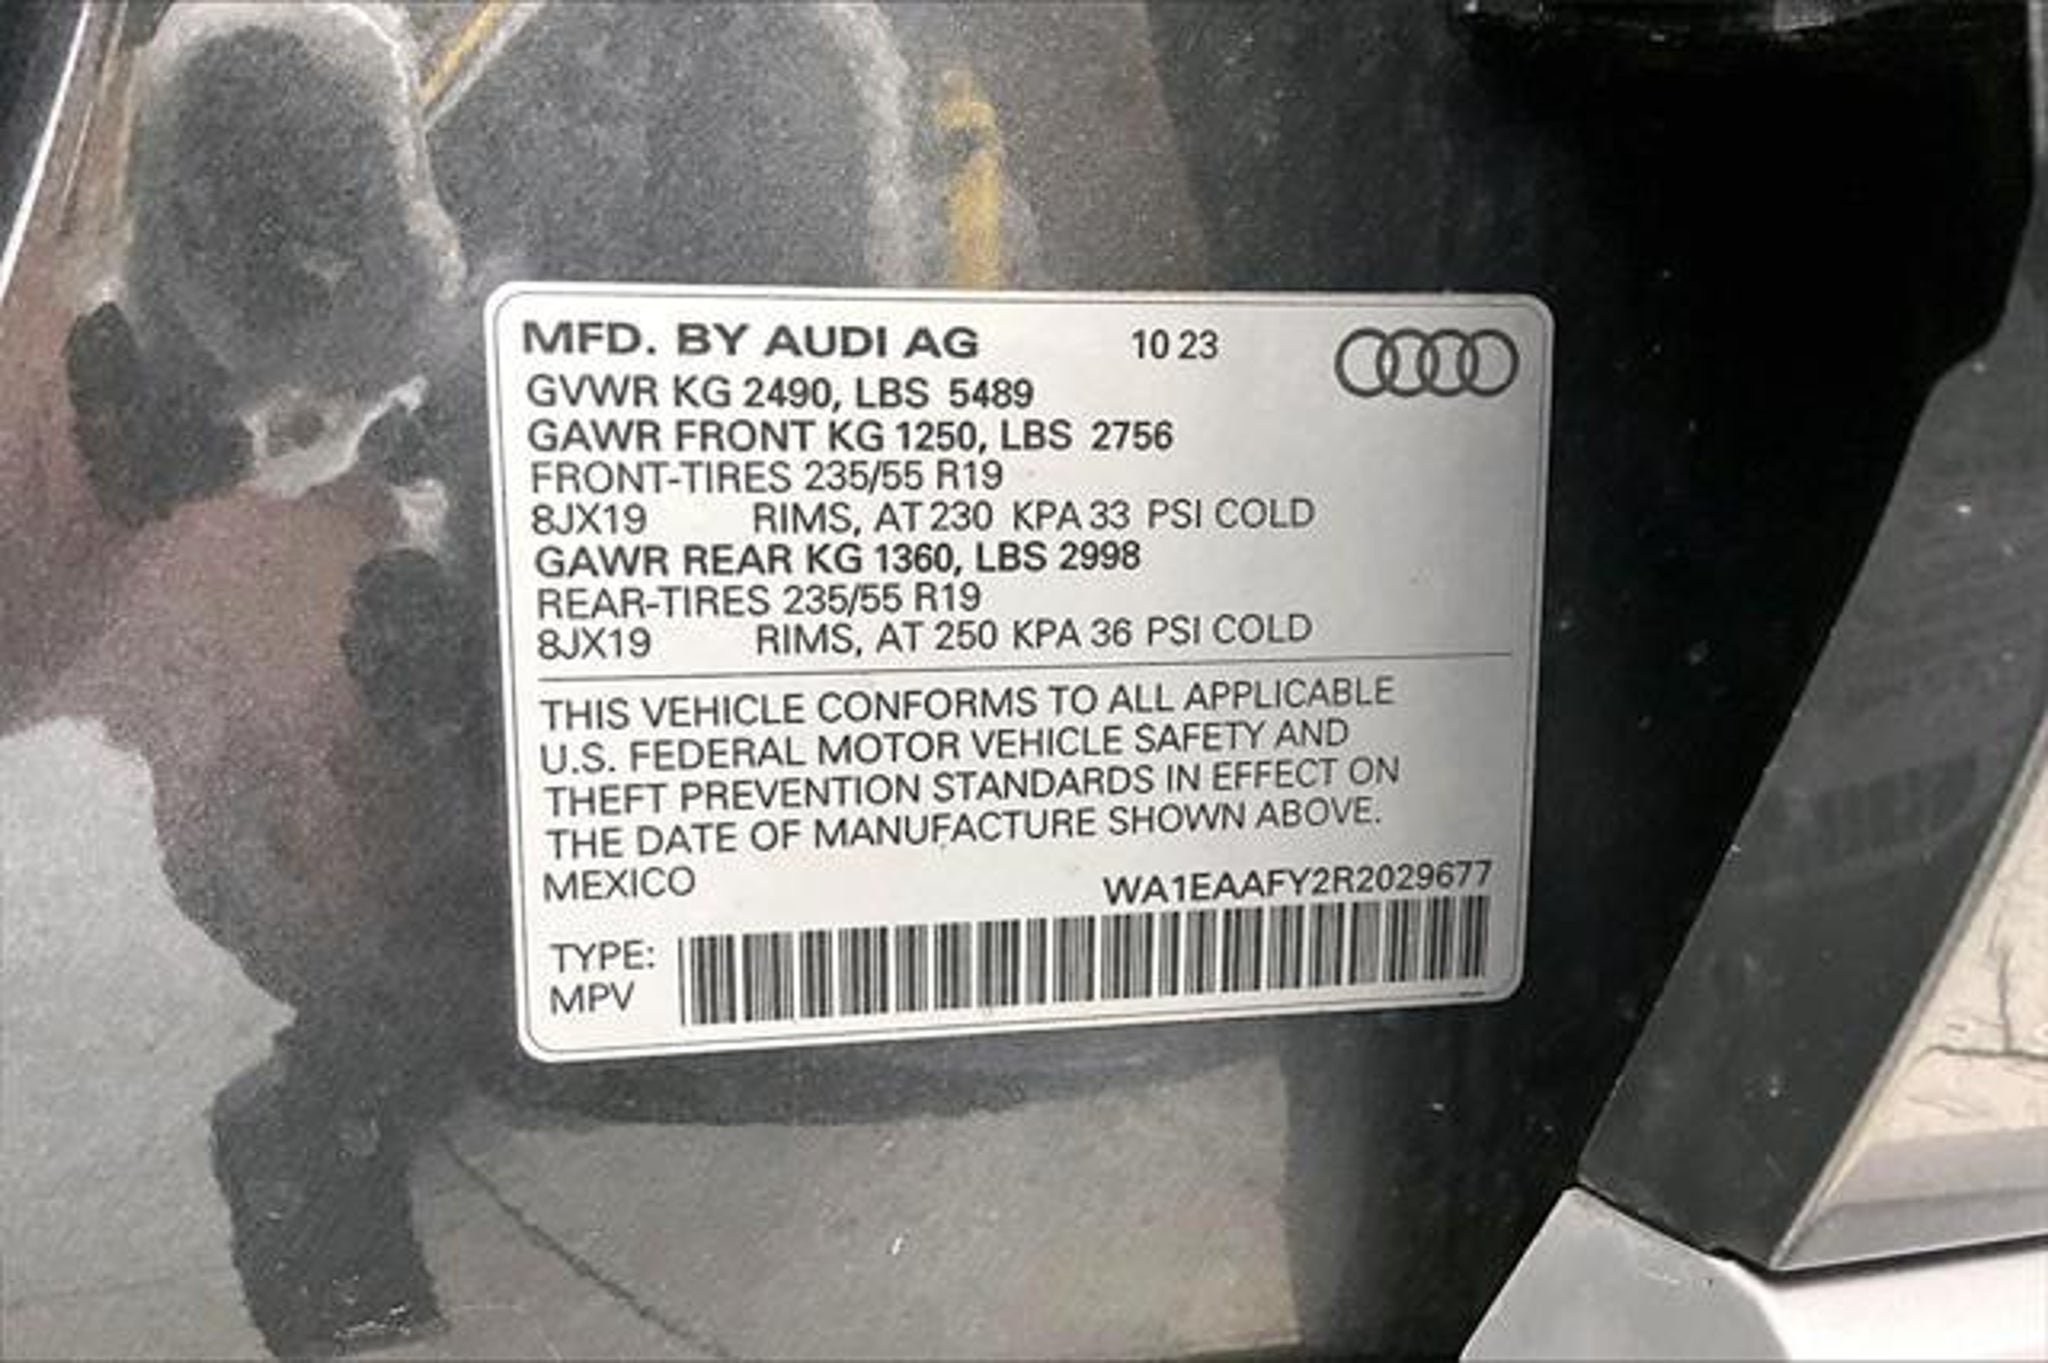 MFD. BY AUDI AG 10 23
GVWR KG 2490, LBS 5489
GAWR FRONT KG 1250, LBS 2756
FRONT-TIRES 235/55 R19
8JX19 RIMS, AT 230 KPA 33 PSI COLD
GAWR REAR KG 1360, LBS 2998
REAR-TIRES 235/55 R19
8JX19 RIMS, AT 250 KPA 36 PSI COLD
THIS VEHICLE CONFORMS TO ALL APPLICABLE
U.S. FEDERAL MOTOR VEHICLE SAFETY AND
THEFT PREVENTION STANDARDS IN EFFECT ON
THE DATE OF MANUFACTURE SHOWN ABOVE.
MEXICO WA1EAAFY2R2029677
TYPE:
MPV